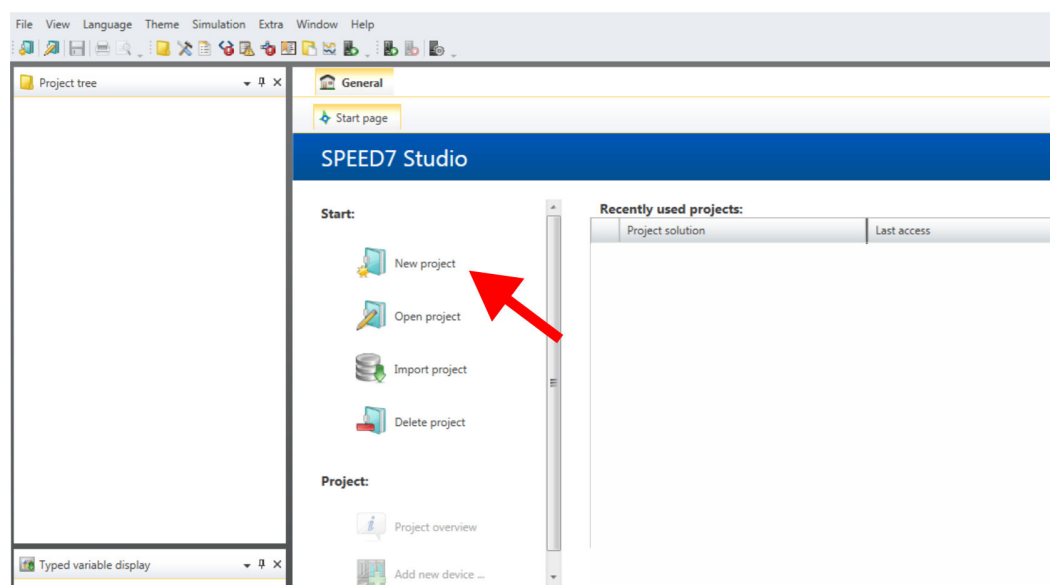 File View Language Theme Simulation Extra Window Help
Project tree
General
Start page
SPEED7 Studio
Start:
New project
Open project
Import project
Delete project
Project:
Project overview
Add new device ...
Recently used projects:
Project solution Last access
Typed variable display